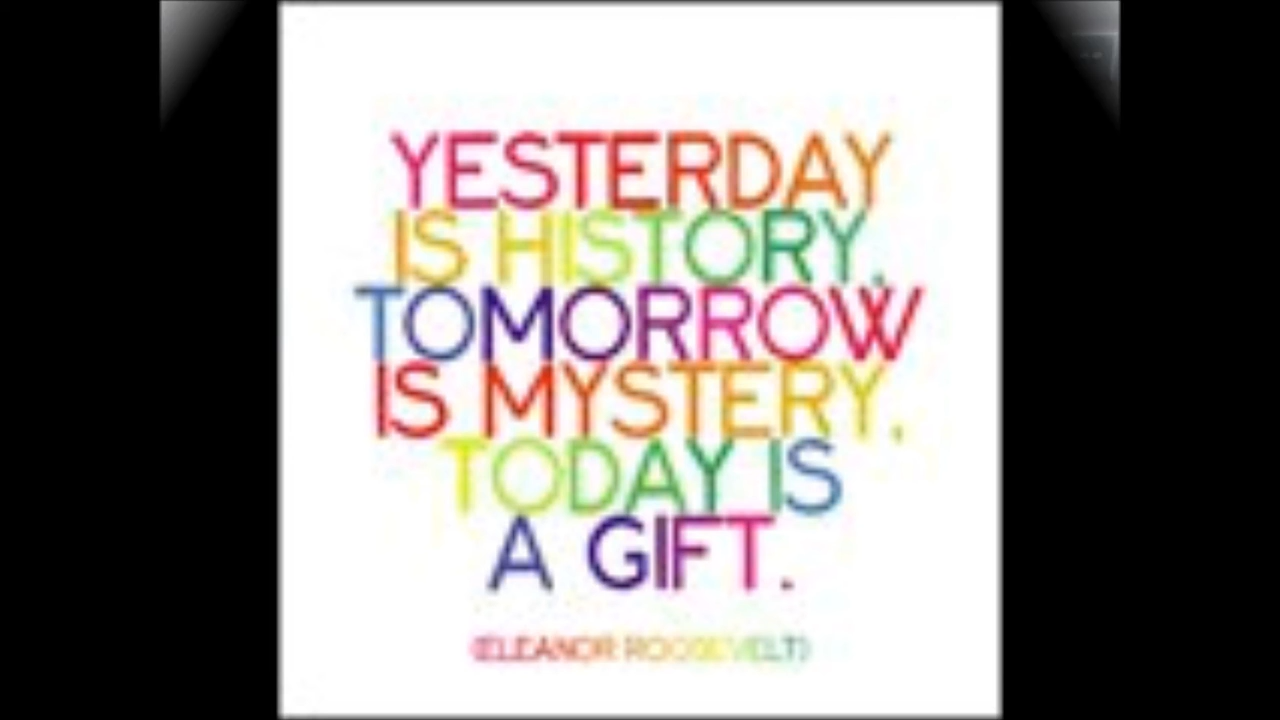 YESTERDAY
IS HISTORY.
TOMORROW
IS MYSTERY.
TODAY IS
A GIFT.
(ELEANOR ROOSEVELT)